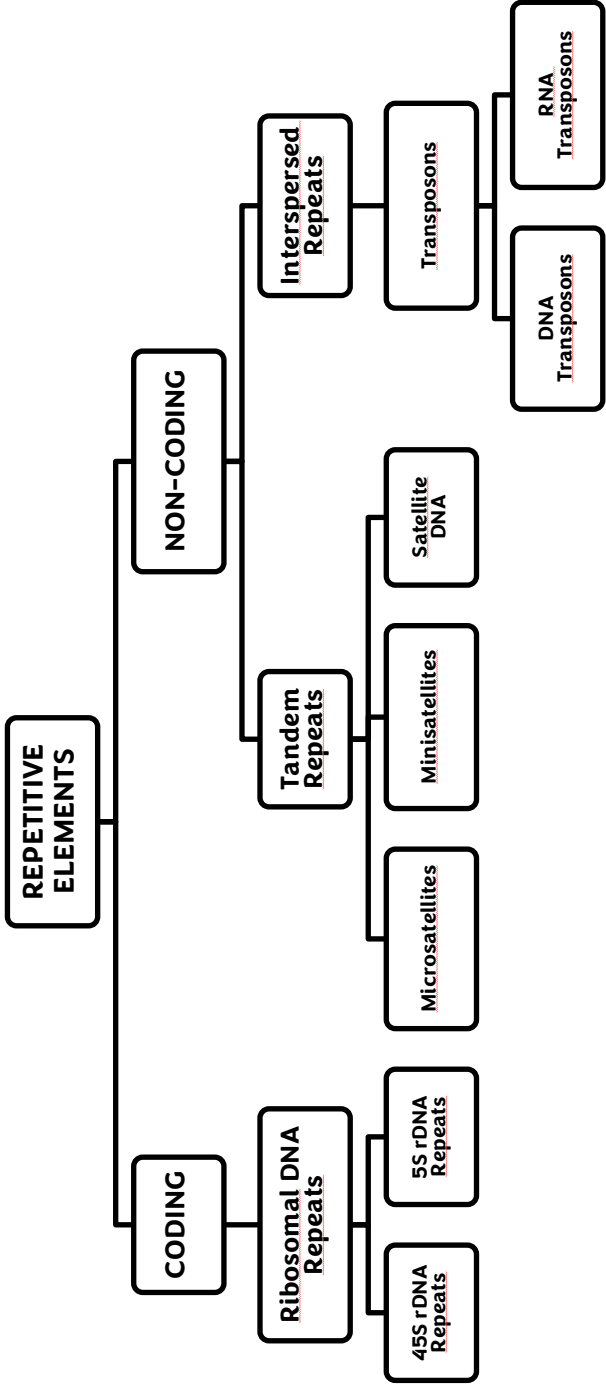 REPETITIVE
ELEMENTS
CODING
NON-CODING
Ribosomal DNA
Repeats
Tandem
Repeats
Interspersed
Repeats
45S rDNA
Repeats
5S rDNA
Repeats
Microsatellites
Minisatellites
Satellite
DNA
Transposons
DNA
Transposons
RNA
Transposons